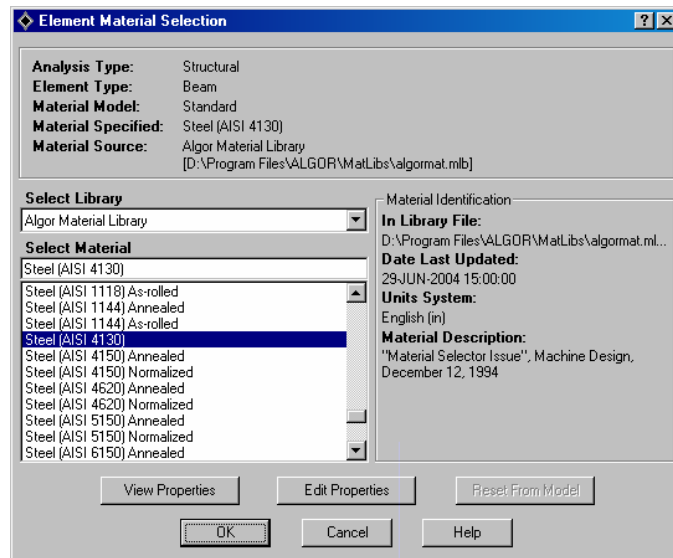 Element Material Selection
Analysis Type: Structural
Element Type: Beam
Material Model: Standard
Material Specified: Steel (AISI 4130)
Material Source: Algor Material Library
[D:\Program Files\ALGOR\MatLibs\algormat.mlb]
Select Library
Algor Material Library
Select Material
Steel (AISI 4130)
Steel (AISI 1118) As-rolled
Steel (AISI 1144) Annealed
Steel (AISI 1144) As-rolled
Steel (AISI 4130)
Steel (AISI 4150) Annealed
Steel (AISI 4150) Normalized
Steel (AISI 4620) Annealed
Steel (AISI 4620) Normalized
Steel (AISI 5150) Annealed
Steel (AISI 5150) Normalized
Steel (AISI 6150) Annealed
Material Identification
In Library File:
D:\Program Files\ALGOR\MatLibs\algormat.ml...
Date Last Updated:
29-JUN-2004 15:00:00
Units System:
English (in)
Material Description:
"Material Selector Issue", Machine Design,
December 12, 1994
View Properties Edit Properties Reset From Model
OK Cancel Help